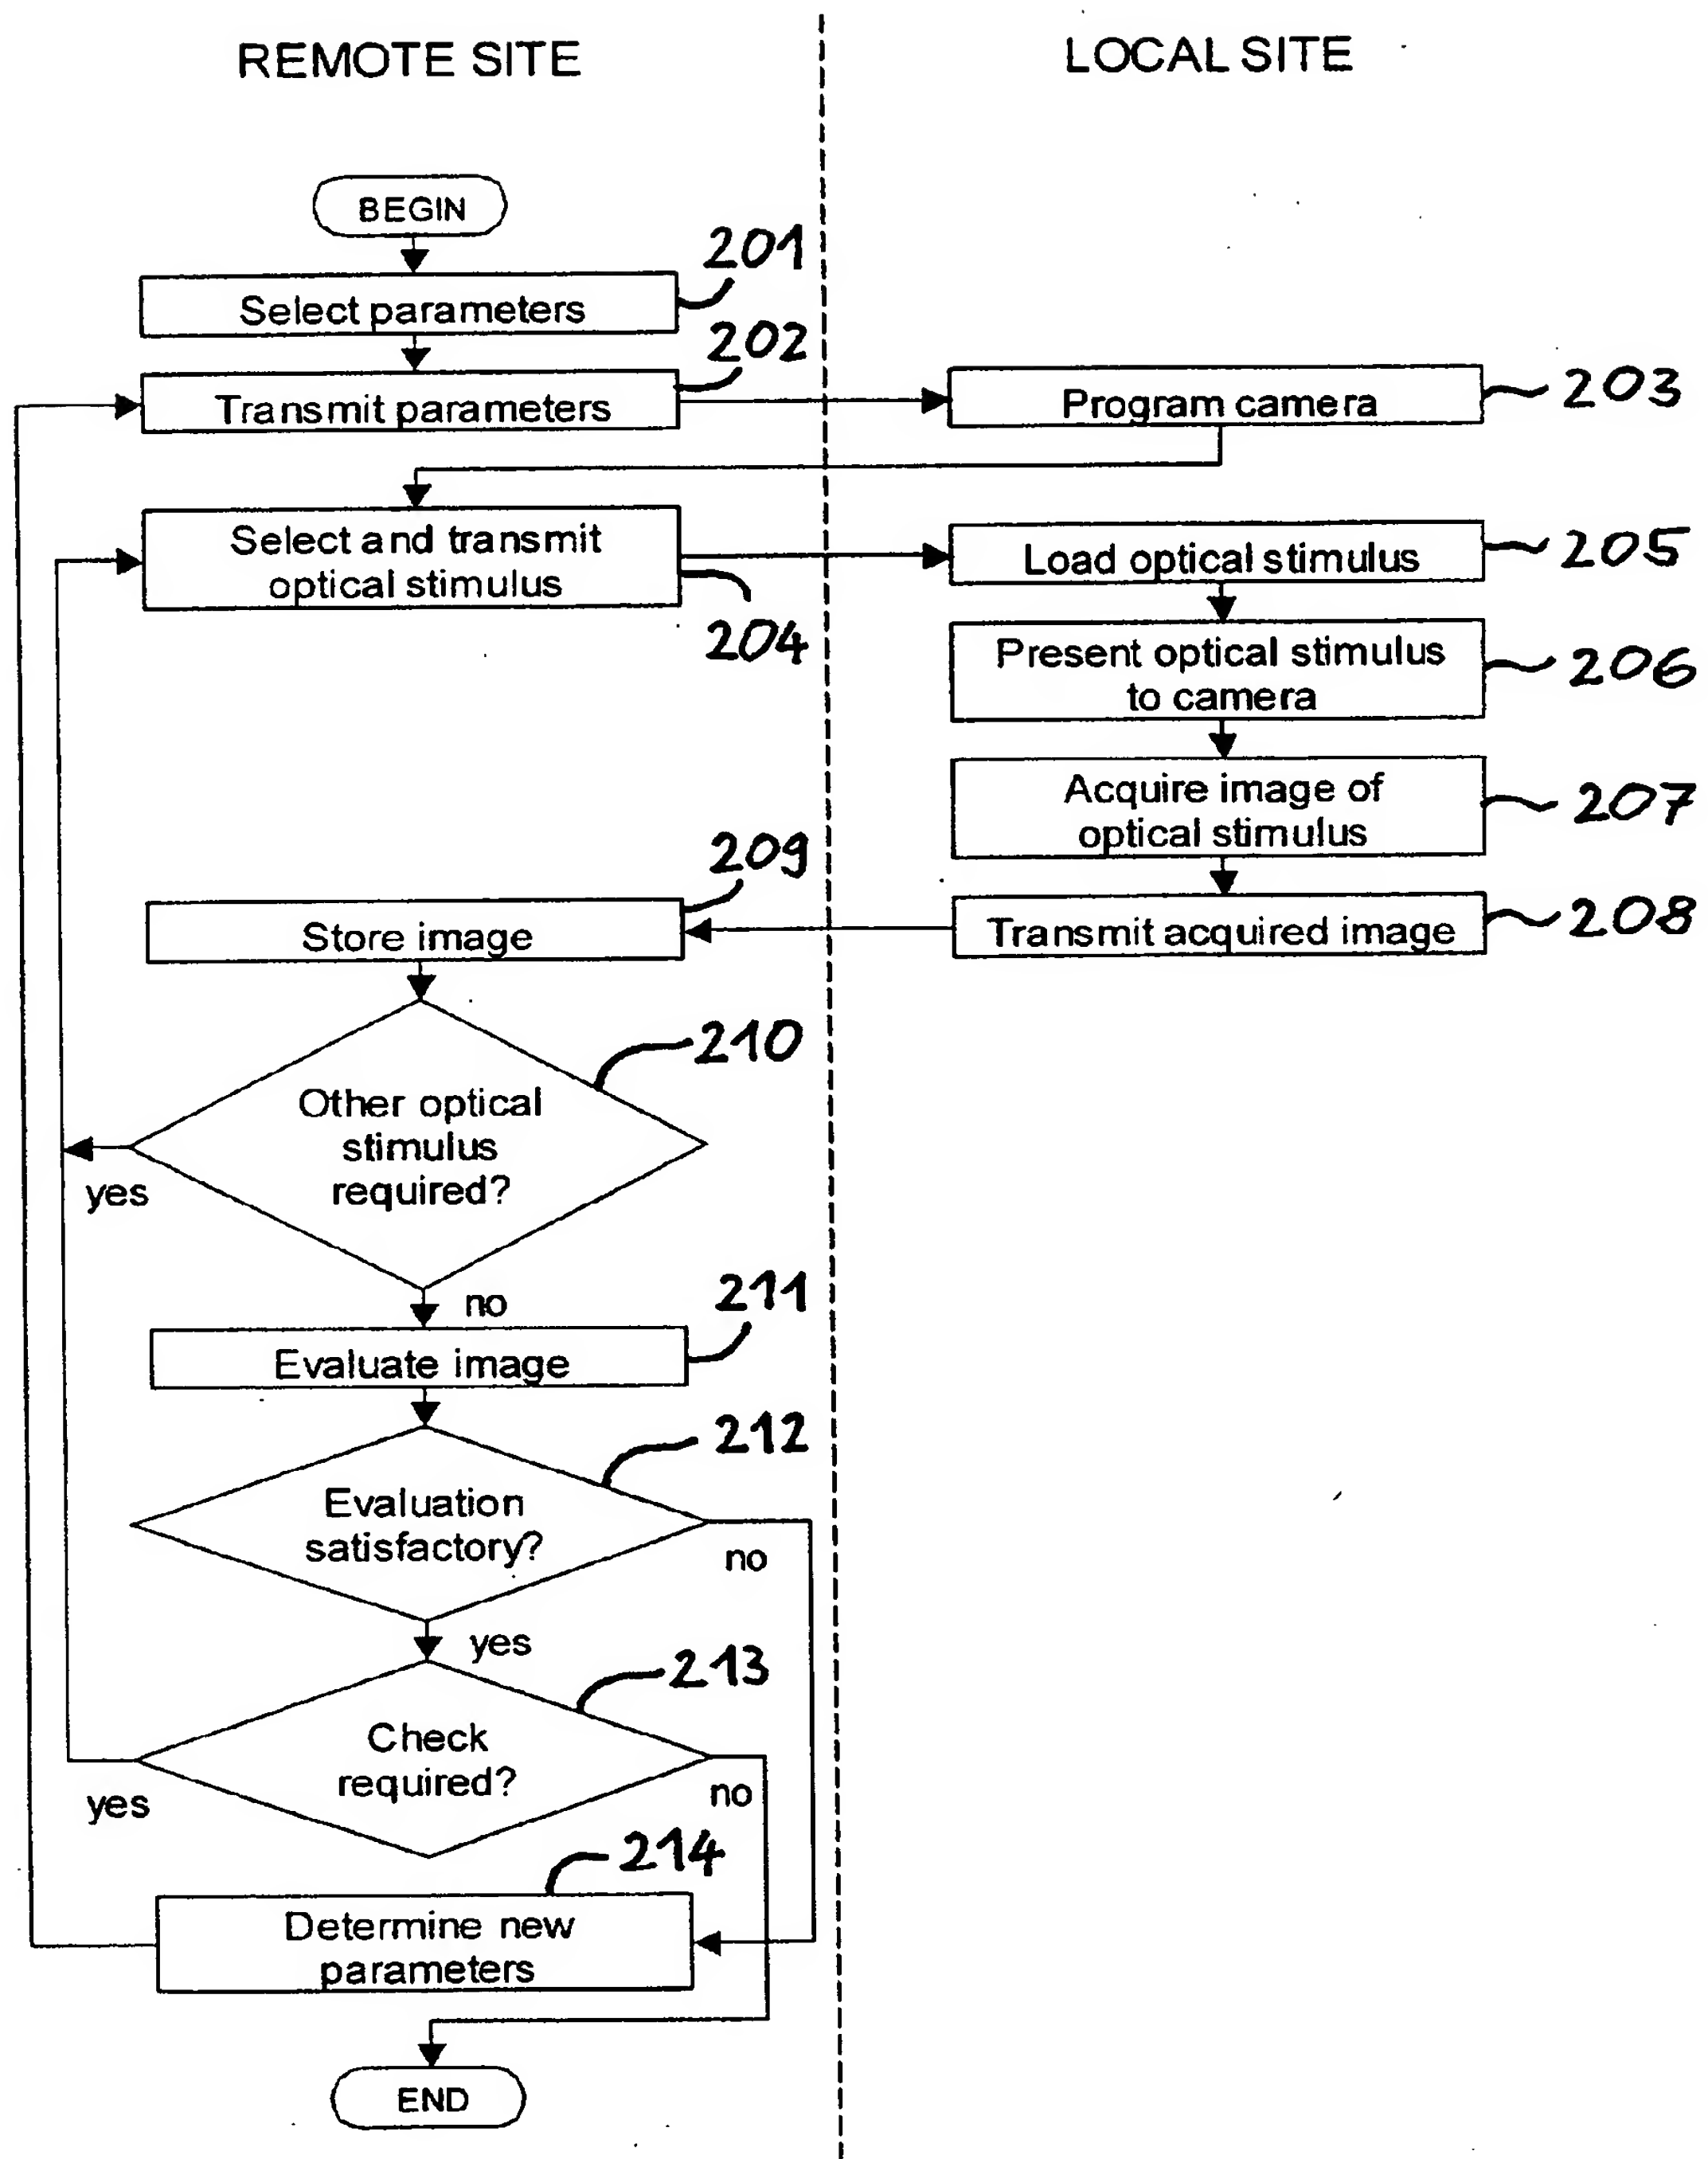 REMOTE SITE
LOCAL SITE
BEGIN
201
Select parameters
202
Transmit parameters
Program camera
203
Select and transmit
optical stimulus
204
Load optical stimulus
205
Present optical stimulus
to camera
206
Acquire image of
optical stimulus
207
209
Store image
Transmit acquired image
208
210
Other optical
stimulus
required?
yes
no
211
Evaluate image
212
Evaluation
satisfactory?
no
yes
213
Check
required?
yes
no
214
Determine new
parameters
END